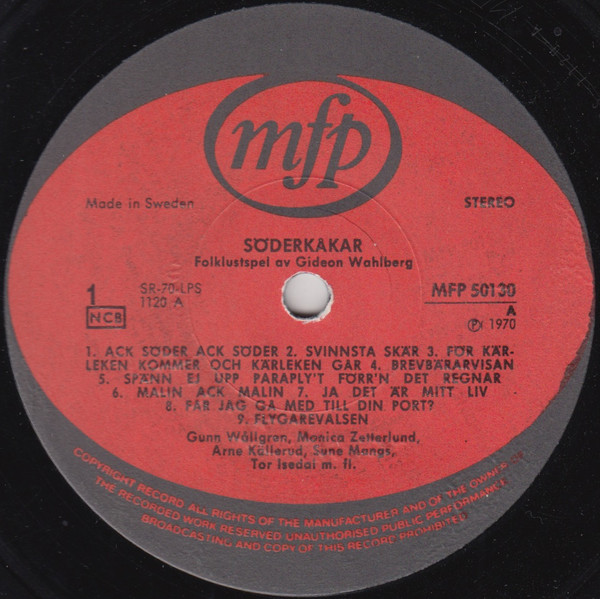 mfp
Made in Sweden
STEREO
SÖDERKÅKAR
Folklustspel av Gideon Wahlberg
1
NCB
SR-70-LPS
1120 A
MFP 50130
A
Ⓟ 1970
1. ACK SÖDER ACK SÖDER 2. SVINNSTA SKÄR 3. FÖR KÄR-
LEKEN KOMMER OCH KÄRLEKEN GÅR 4. BREVBÄRARVISAN
5. SPÄNN EJ UPP PARAPLY'T FÖRR'N DET REGNAR
6. MALIN ACK MALIN 7. JA DET ÄR MITT LIV
8. FÅR JAG GÅ MED TILL DIN PORT?
9. FLYGAREVALSEN
Gunn Wållgren, Monica Zetterlund,
Arne Källerud, Sune Mangs,
Tor Isedal m. fl.
COPYRIGHT RECORD ALL RIGHTS OF THE MANUFACTURER AND OF THE OWNER OF
THE RECORDED WORK RESERVED UNAUTHORISED PUBLIC PERFORMANCE
BROADCASTING AND COPY OF THIS RECORD PROHIBITED